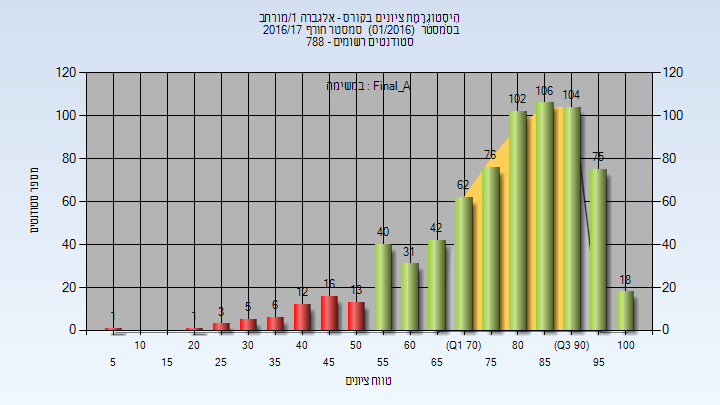 היסטוגרמת ציונים בקורס - אלגברה 1/מורחב
בסמסטר (01/2016) סמסטר חורף 2016/17
סטודנטים רשומים - 788
במשימה : Final_A
מספר סטודנטים
120 120
100 100
80 80
60 60
40 40
20 20
0 0
1 1 3 5 6 12 16 13 40 31 42 62 76 102 106 104 75 18
10 20 30 40 50 60 (Q1 70) 80 (Q3 90) 100
5 15 25 35 45 55 65 75 85 95
טווח ציונים